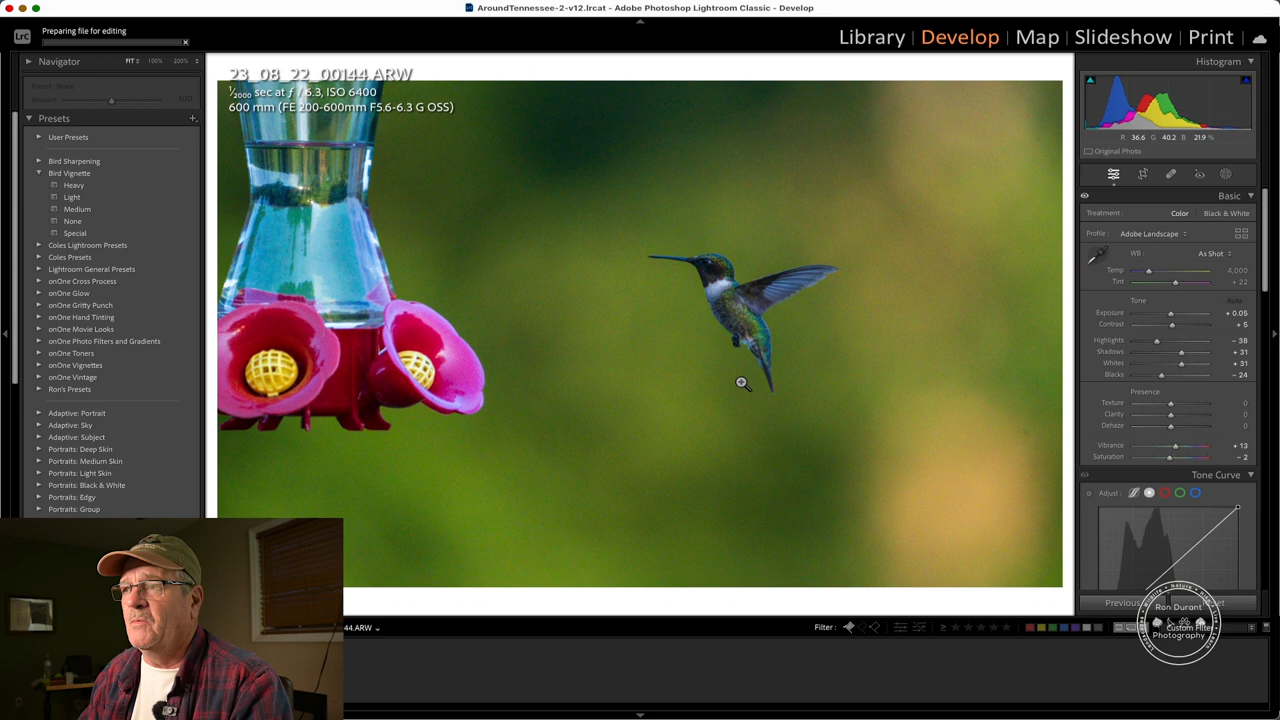 AroundTennessee-2-v12.lrcat - Adobe Photoshop Lightroom Classic - Develop
Lrc
Preparing file for editing
Library | Develop | Map | Slideshow | Print
Navigator FIT 100% 200%
Preset: None
Amount 100
Presets
User Presets
Bird Sharpening
Bird Vignette
Heavy
Light
Medium
None
Special
Coles Lightroom Presets
Coles Presets
Lightroom General Presets
onOne Cross Process
onOne Glow
onOne Gritty Punch
onOne Hand Tinting
onOne Movie Looks
onOne Photo Filters and Gradients
onOne Toners
onOne Vignettes
onOne Vintage
Ron's Presets
Adaptive: Portrait
Adaptive: Sky
Adaptive: Subject
Portraits: Deep Skin
Portraits: Medium Skin
Portraits: Light Skin
Portraits: Black & White
Portraits: Edgy
Portraits: Group
23_08_22_00144.ARW
1/2000 sec at ƒ / 6.3, ISO 6400
600 mm (FE 200-600mm F5.6-6.3 G OSS)
Histogram
R 36.6 G 40.2 B 21.9 %
Original Photo
Basic
Treatment: Color | Black & White
Profile: Adobe Landscape
WB: As Shot
Temp 4,000
Tint + 22
Tone Auto
Exposure + 0.05
Contrast + 5
Highlights – 38
Shadows + 31
Whites + 31
Blacks – 24
Presence
Texture 0
Clarity 0
Dehaze 0
Vibrance + 13
Saturation – 2
Tone Curve
Adjust:
Previous
Ron Durant
Photography
44.ARW
Filter:
Custom Filter